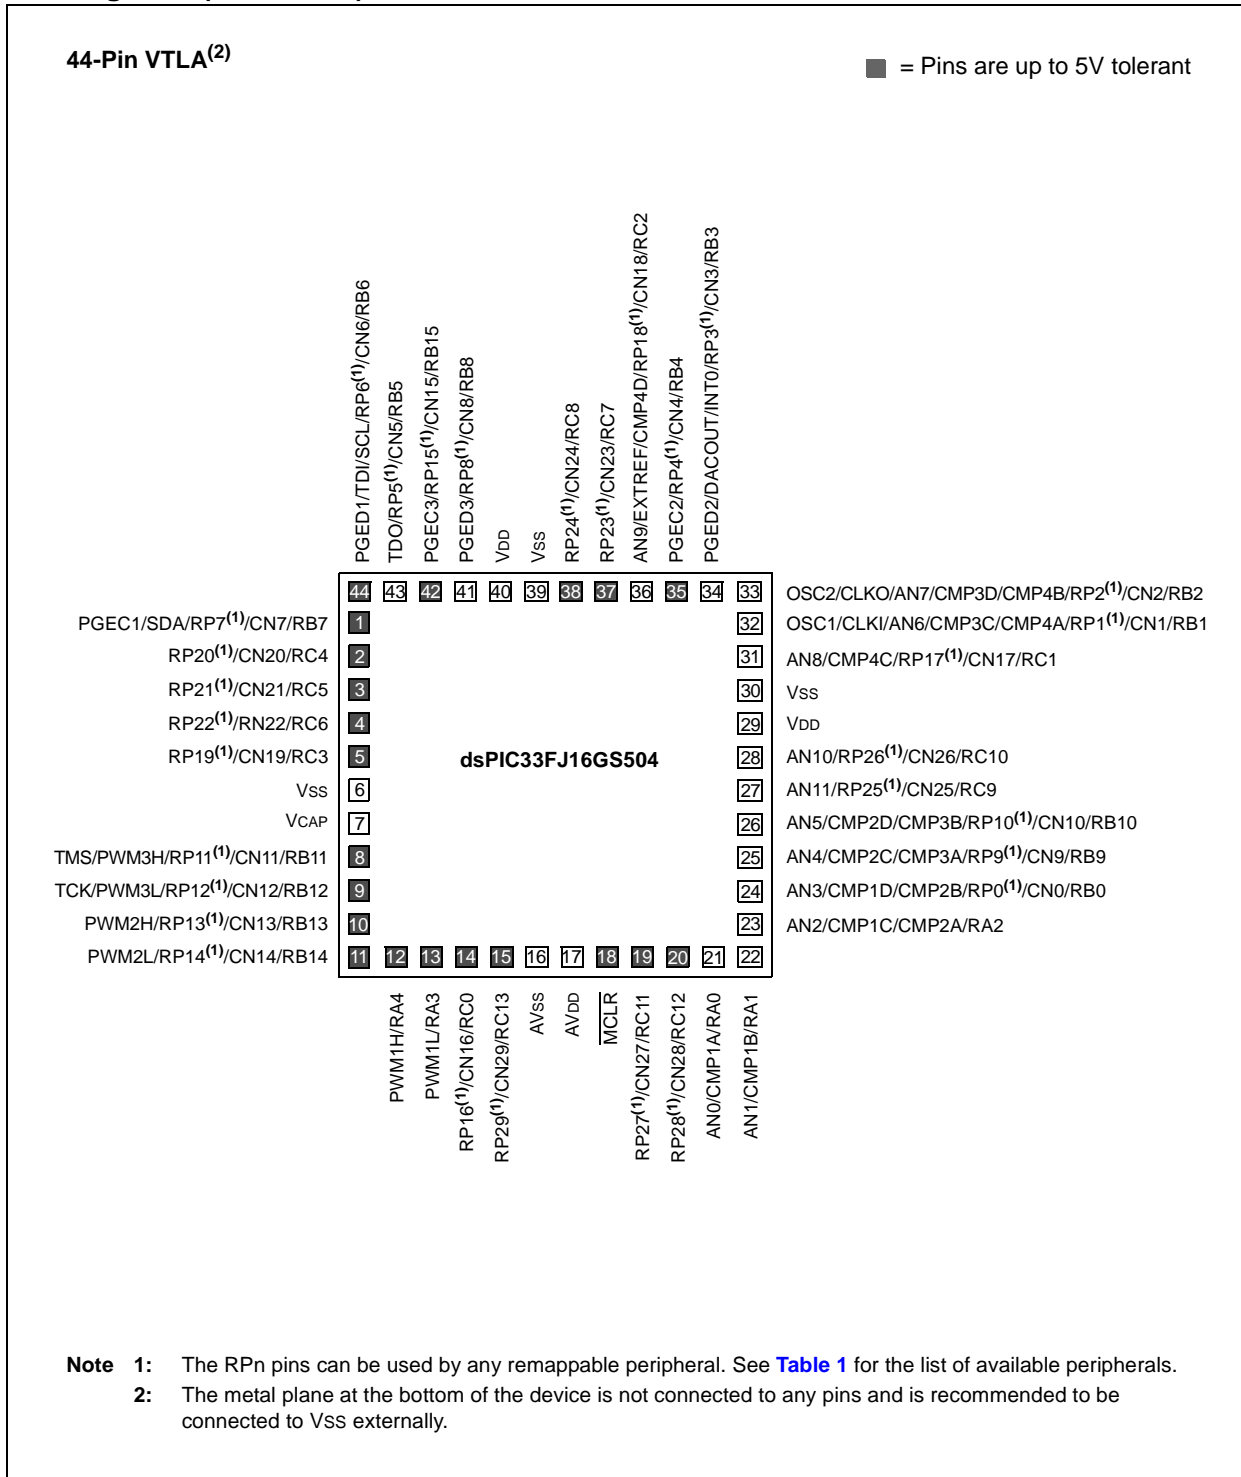 44-Pin VTLA(2)
= Pins are up to 5V tolerant
PGED1/TDI/SCL/RP6(1)/CN6/RB6
TDO/RP5(1)/CN5/RB5
PGEC3/RP15(1)/CN15/RB15
PGED3/RP8(1)/CN8/RB8
VDD
VSS
RP24(1)/CN24/RC8
RP23(1)/CN23/RC7
AN9/EXTREF/CMP4D/RP18(1)/CN18/RC2
PGEC2/RP4(1)/CN4/RB4
PGED2/DACOUT/INT0/RP3(1)/CN3/RB3
44 43 42 41 40 39 38 37 36 35 34 33 OSC2/CLKO/AN7/CMP3D/CMP4B/RP2(1)/CN2/RB2
PGEC1/SDA/RP7(1)/CN7/RB7 1 32 OSC1/CLKI/AN6/CMP3C/CMP4A/RP1(1)/CN1/RB1
RP20(1)/CN20/RC4 2 31 AN8/CMP4C/RP17(1)/CN17/RC1
RP21(1)/CN21/RC5 3 30 VSS
RP22(1)/RN22/RC6 4 29 VDD
RP19(1)/CN19/RC3 5 dsPIC33FJ16GS504 28 AN10/RP26(1)/CN26/RC10
VSS 6 27 AN11/RP25(1)/CN25/RC9
VCAP 7 26 AN5/CMP2D/CMP3B/RP10(1)/CN10/RB10
TMS/PWM3H/RP11(1)/CN11/RB11 8 25 AN4/CMP2C/CMP3A/RP9(1)/CN9/RB9
TCK/PWM3L/RP12(1)/CN12/RB12 9 24 AN3/CMP1D/CMP2B/RP0(1)/CN0/RB0
PWM2H/RP13(1)/CN13/RB13 10 23 AN2/CMP1C/CMP2A/RA2
PWM2L/RP14(1)/CN14/RB14 11 12 13 14 15 16 17 18 19 20 21 22
PWM1H/RA4
PWM1L/RA3
RP16(1)/CN16/RC0
RP29(1)/CN29/RC13
AVSS
AVDD
MCLR
RP27(1)/CN27/RC11
RP28(1)/CN28/RC12
AN0/CMP1A/RA0
AN1/CMP1B/RA1
Note 1: The RPn pins can be used by any remappable peripheral. See Table 1 for the list of available peripherals.
2: The metal plane at the bottom of the device is not connected to any pins and is recommended to be
connected to VSS externally.